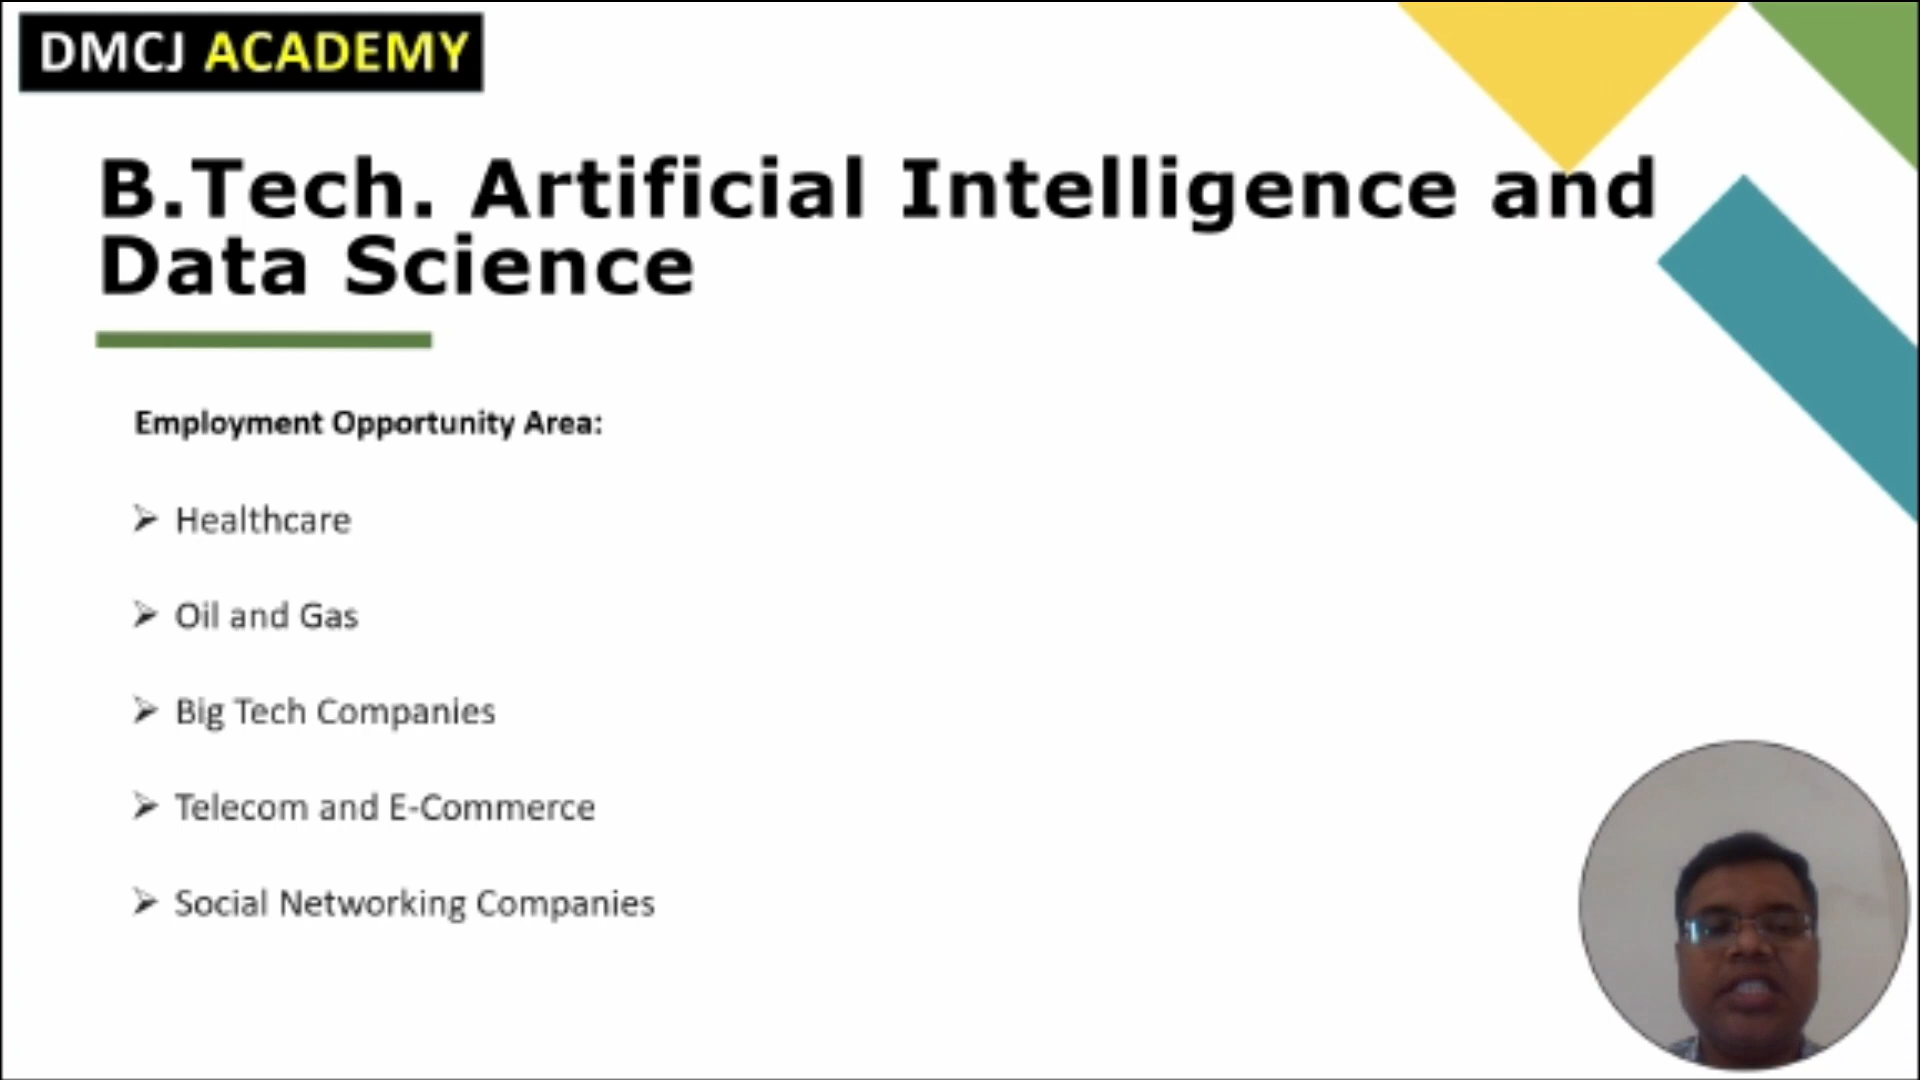 DMCJ ACADEMY
B.Tech. Artificial Intelligence and
Data Science
Employment Opportunity Area:
➢ Healthcare
➢ Oil and Gas
➢ Big Tech Companies
➢ Telecom and E-Commerce
➢ Social Networking Companies